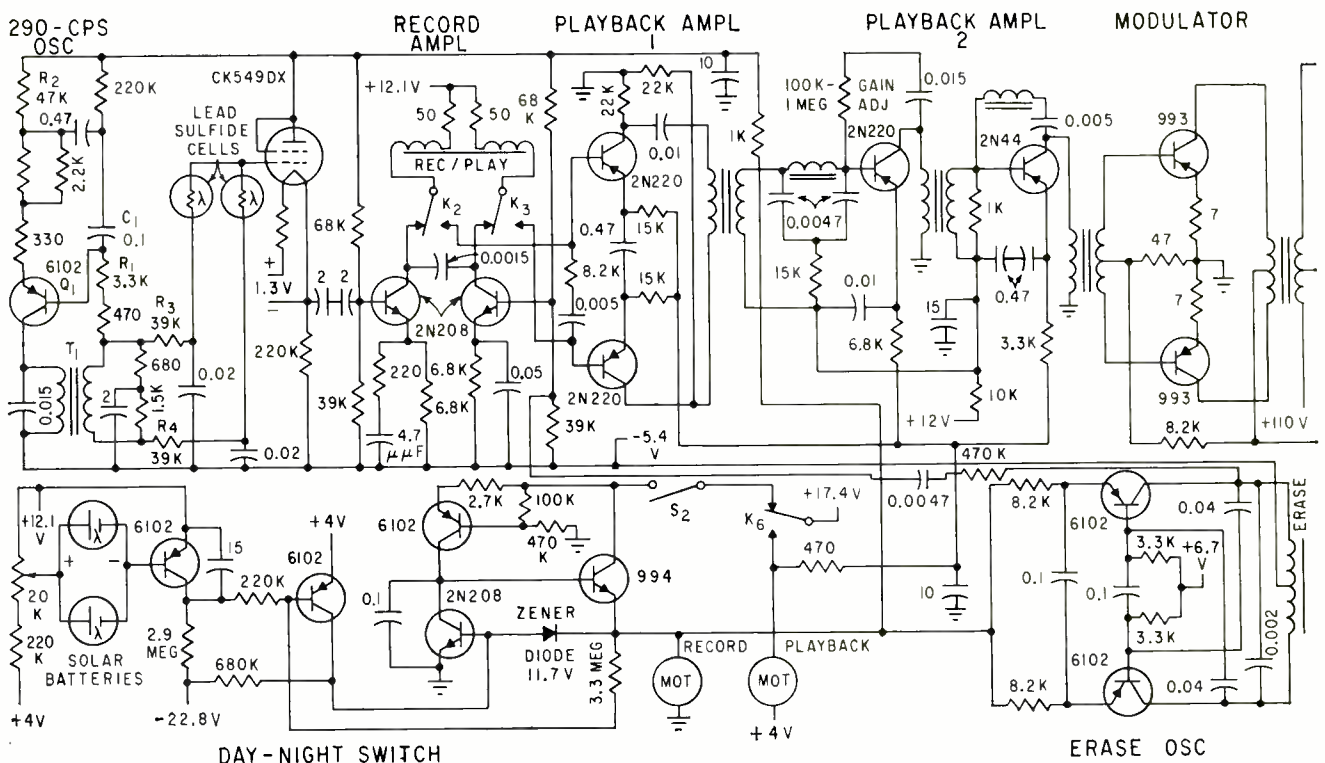 290-CPS
OSC
RECORD
AMPL
PLAYBACK AMPL
1
PLAYBACK AMPL
2
MODULATOR
R2
47K
0.47
220K
2.2K
CK549DX
LEAD
SULFIDE
CELLS
λ
λ
+12.1V
50
50
REC/PLAY
K2
K3
68
K
22K
22K
0.01
2N220
10
1K
100K-
1 MEG
GAIN
ADJ
0.015
2N220
0.0047
2N44
0.005
993
330
C1
0.1
6102
Q1
R1
3.3K
470
R3
39K
68K
+
1.3V
-
2
2
0.0015
2N208
0.47
8.2K
0.005
15K
15K
15K
0.01
1K
15
0.47
7
47
7
T1
680
1.5K
0.015
2
R4
39K
0.02
0.02
220K
39K
220
4.7
μμF
6.8K
6.8K
0.05
2N220
39K
6.8K
3.3K
10K
+12V
993
8.2K
+110V
-5.4
V
0.0047
470K
+12.1
V
+
-
λ
λ
6102
15
+4V
6102
6102
2.7K
100K
470
K
S2
K6
+17.4V
470
8.2K
6102
0.04
ERASE
20
K
220
K
SOLAR
BATTERIES
220K
2.9
MEG
680K
0.1
2N208
994
ZENER
DIODE
11.7V
3.3 MEG
10
0.1
3.3K
+6.7
V
0.1
3.3K
0.002
RECORD
MOT
PLAYBACK
MOT
6102
8.2K
0.04
+4V
-22.8V
+4V
DAY-NIGHT SWITCH
ERASE OSC